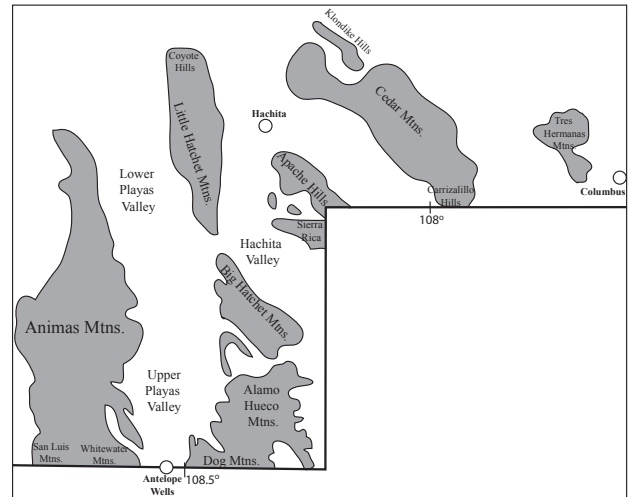 Klondike Hills
Coyote
Hills
Little Hatchet Mtns.
Hachita
Cedar Mtns.
Tres
Hermanas
Mtns.
Columbus
Lower
Playas
Valley
Apache Hills
Carrizalillo
Hills
108°
Sierra
Rica
Hachita
Valley
Big Hatchet Mtns.
Animas Mtns.
Upper
Playas
Valley
Alamo
Hueco
Mtns.
San Luis
Mtns.
Whitewater
Mtns.
Dog Mtns.
Antelope
Wells
108.5°